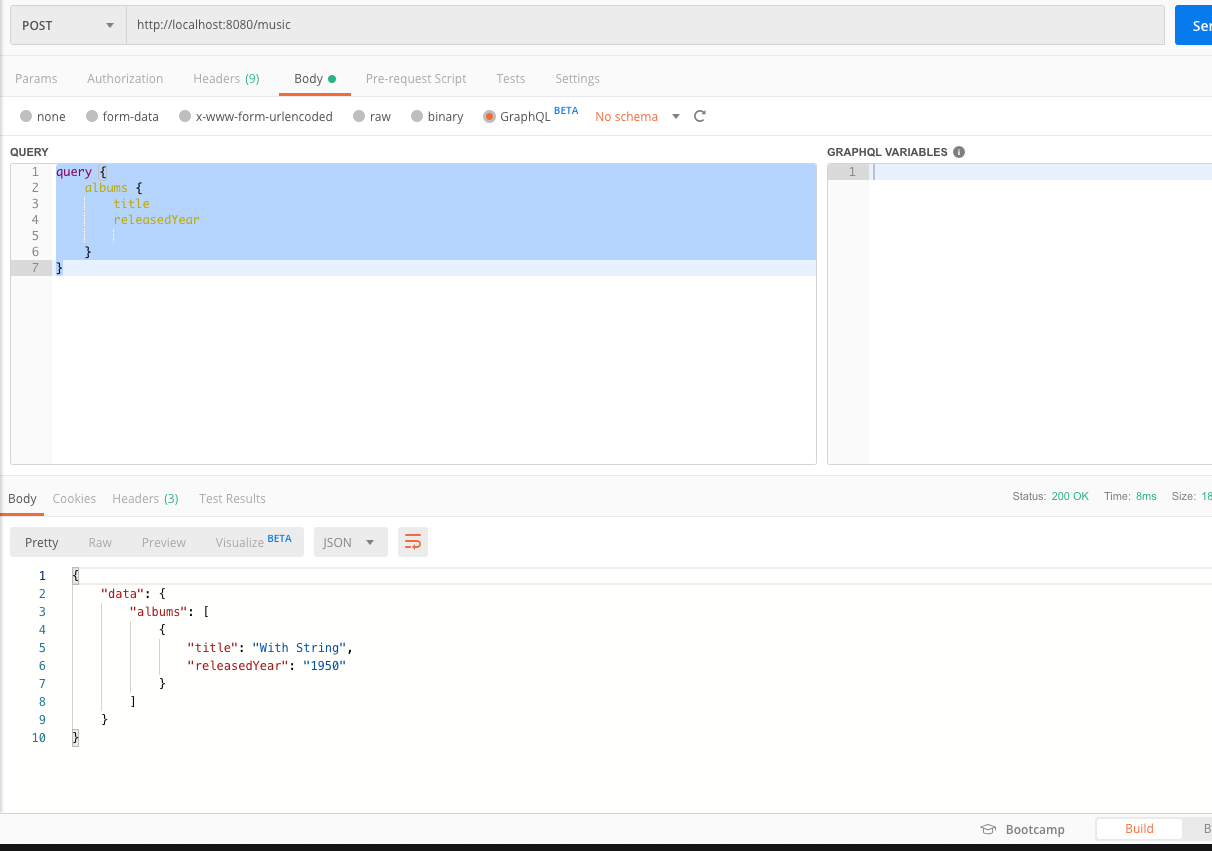 POST http://localhost:8080/music Ser
Params Authorization Headers (9) Body Pre-request Script Tests Settings
none form-data x-www-form-urlencoded raw binary GraphQL BETA No schema
QUERY GRAPHQL VARIABLES
1 query { 1
2 albums {
3 title
4 releasedYear
5
6 }
7 }
Body Cookies Headers (3) Test Results Status: 200 OK Time: 8ms Size: 18
Pretty Raw Preview Visualize BETA JSON
1 {
2 "data": {
3 "albums": [
4 {
5 "title": "With String",
6 "releasedYear": "1950"
7 }
8 ]
9 }
10 }
Bootcamp Build B